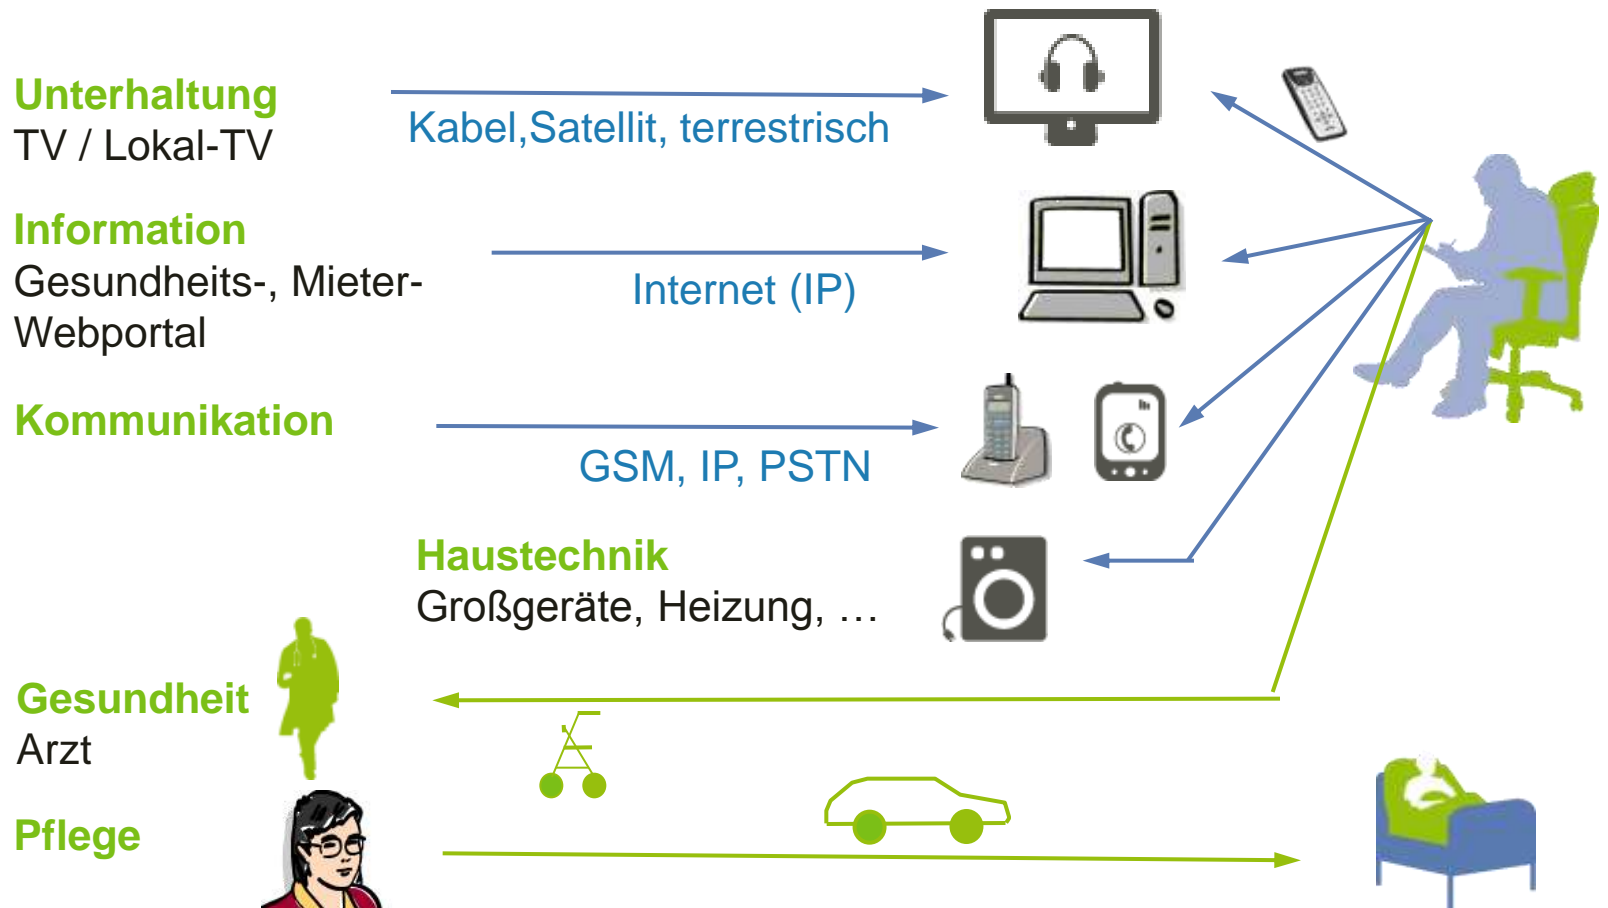 Unterhaltung
TV / Lokal-TV
Kabel,Satellit, terrestrisch
Information
Gesundheits-, Mieter-
Webportal
Internet (IP)
Kommunikation
GSM, IP, PSTN
Haustechnik
Großgeräte, Heizung, …
Gesundheit
Arzt
Pflege